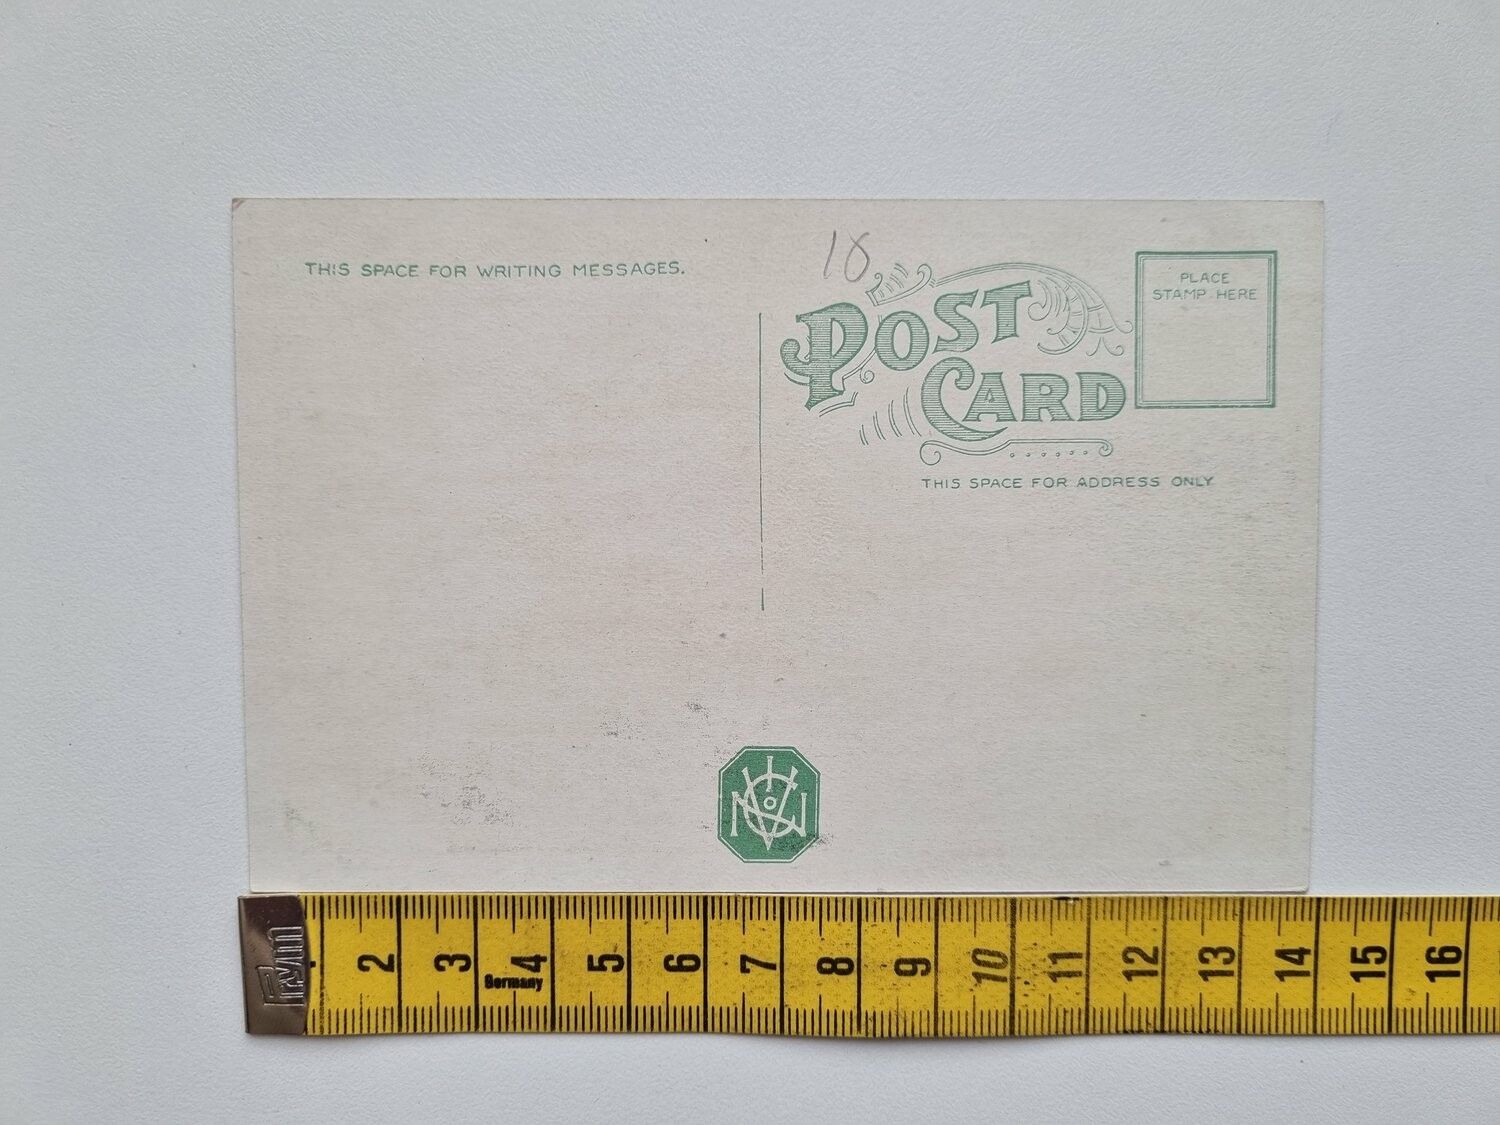 18
THIS SPACE FOR WRITING MESSAGES.
POST
CARD
PLACE
STAMP HERE
THIS SPACE FOR ADDRESS ONLY
2 3 4 5 6 7 8 9 10 11 12 13 14 15 16
Germany